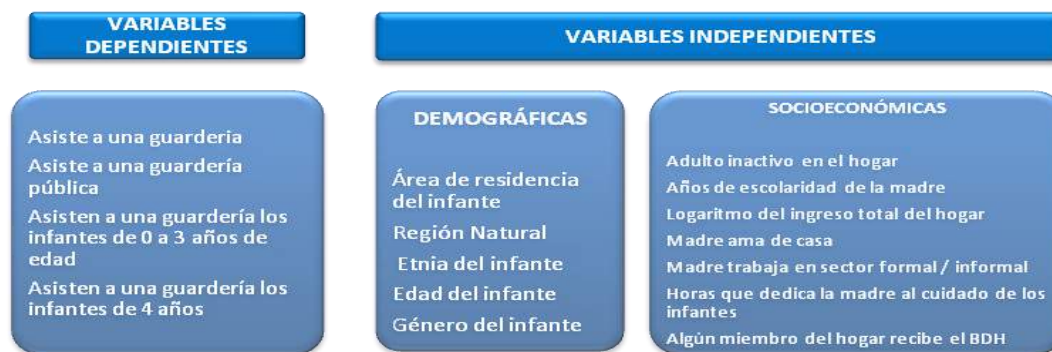 VARIABLES
DEPENDIENTES
VARIABLES INDEPENDIENTES
Asiste a una guarderia
Asiste a una guardería
pública
Asisten a una guardería los
infantes de 0 a 3 años de
edad
Asisten a una guardería los
infantes de 4 años
DEMOGRÁFICAS
Área de residencia
del infante
Región Natural
Etnia del infante
Edad del infante
Género del infante
SOCIOECONÓMICAS
Adulto inactivo en el hogar
Años de escolaridad de la madre
Logaritmo del ingreso total del hogar
Madre ama de casa
Madre trabaja en sector formal / informal
Horas que dedica la madre al cuidado de los
infantes
Algún miembro del hogar recibe el BDH